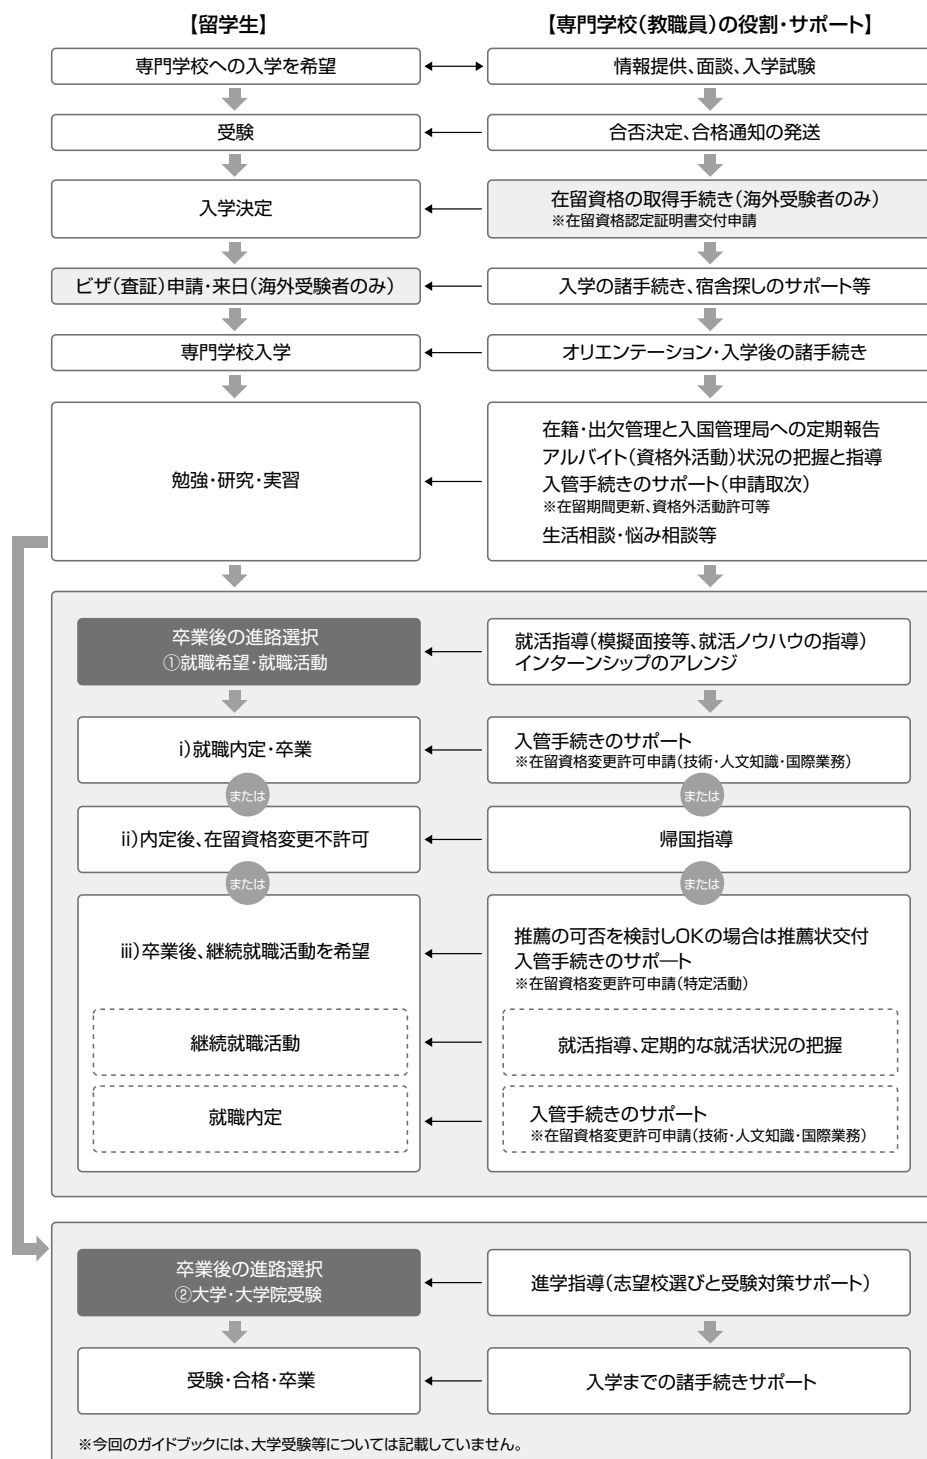 【留学生】
【専門学校(教職員)の役割・サポート】
専門学校への入学を希望
情報提供、面談、入学試験
受験
合否決定、合格通知の発送
入学決定
在留資格の取得手続き(海外受験者のみ)
※在留資格認定証明書交付申請
ビザ(査証)申請・来日(海外受験者のみ)
入学の諸手続き、宿舎探しのサポート等
専門学校入学
オリエンテーション・入学後の諸手続き
勉強・研究・実習
在籍・出欠管理と入国管理局への定期報告
アルバイト(資格外活動)状況の把握と指導
入管手続きのサポート(申請取次)
※在留期間更新、資格外活動許可等
生活相談・悩み相談等
卒業後の進路選択
①就職希望・就職活動
就活指導(模擬面接等、就活ノウハウの指導)
インターンシップのアレンジ
i)就職内定・卒業
入管手続きのサポート
※在留資格変更許可申請(技術・人文知識・国際業務)
または
または
ii)内定後、在留資格変更不許可
帰国指導
または
または
iii)卒業後、継続就職活動を希望
推薦の可否を検討しOKの場合は推薦状交付
入管手続きのサポート
※在留資格変更許可申請(特定活動)
継続就職活動
就活指導、定期的な就活状況の把握
就職内定
入管手続きのサポート
※在留資格変更許可申請(技術・人文知識・国際業務)
卒業後の進路選択
②大学・大学院受験
進学指導(志望校選びと受験対策サポート)
受験・合格・卒業
入学までの諸手続きサポート
※今回のガイドブックには、大学受験等については記載していません。